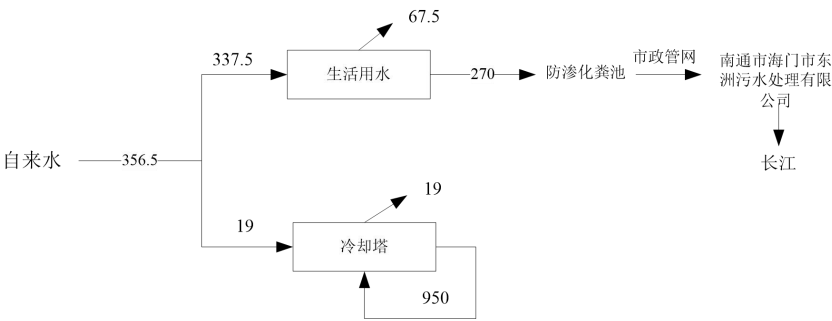 67.5
337.5
生活用水
270
防渗化粪池
市政管网
南通市海门市东
洲污水处理有限
公司
自来水
356.5
长江
19
19
冷却塔
950